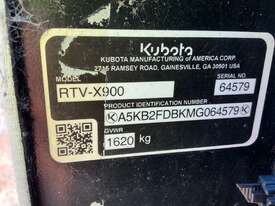 Kubota
KUBOTA MANUFACTURING OF AMERICA CORP.
2715 RAMSEY ROAD, GAINESVILLE, GA 30501 USA
MODEL SERIAL NO
RTV-X900 64579
PRODUCT IDENTIFICATION NUMBER
KA5KB2FDBKMG064579K
GVWR
1620 kg